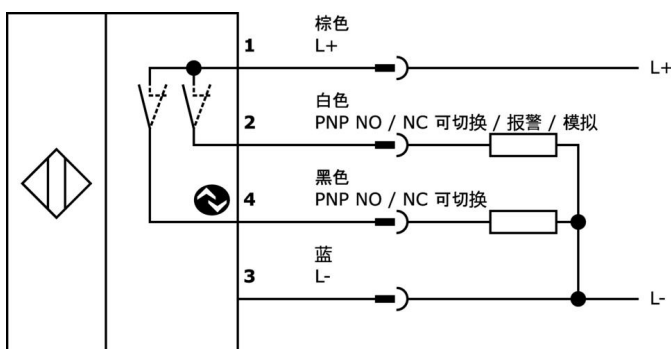 棕色
1 L+
L+
白色
2 PNP NO / NC 可切换 / 报警 / 模拟
黑色
4 PNP NO / NC 可切换
蓝
3 L-
L-